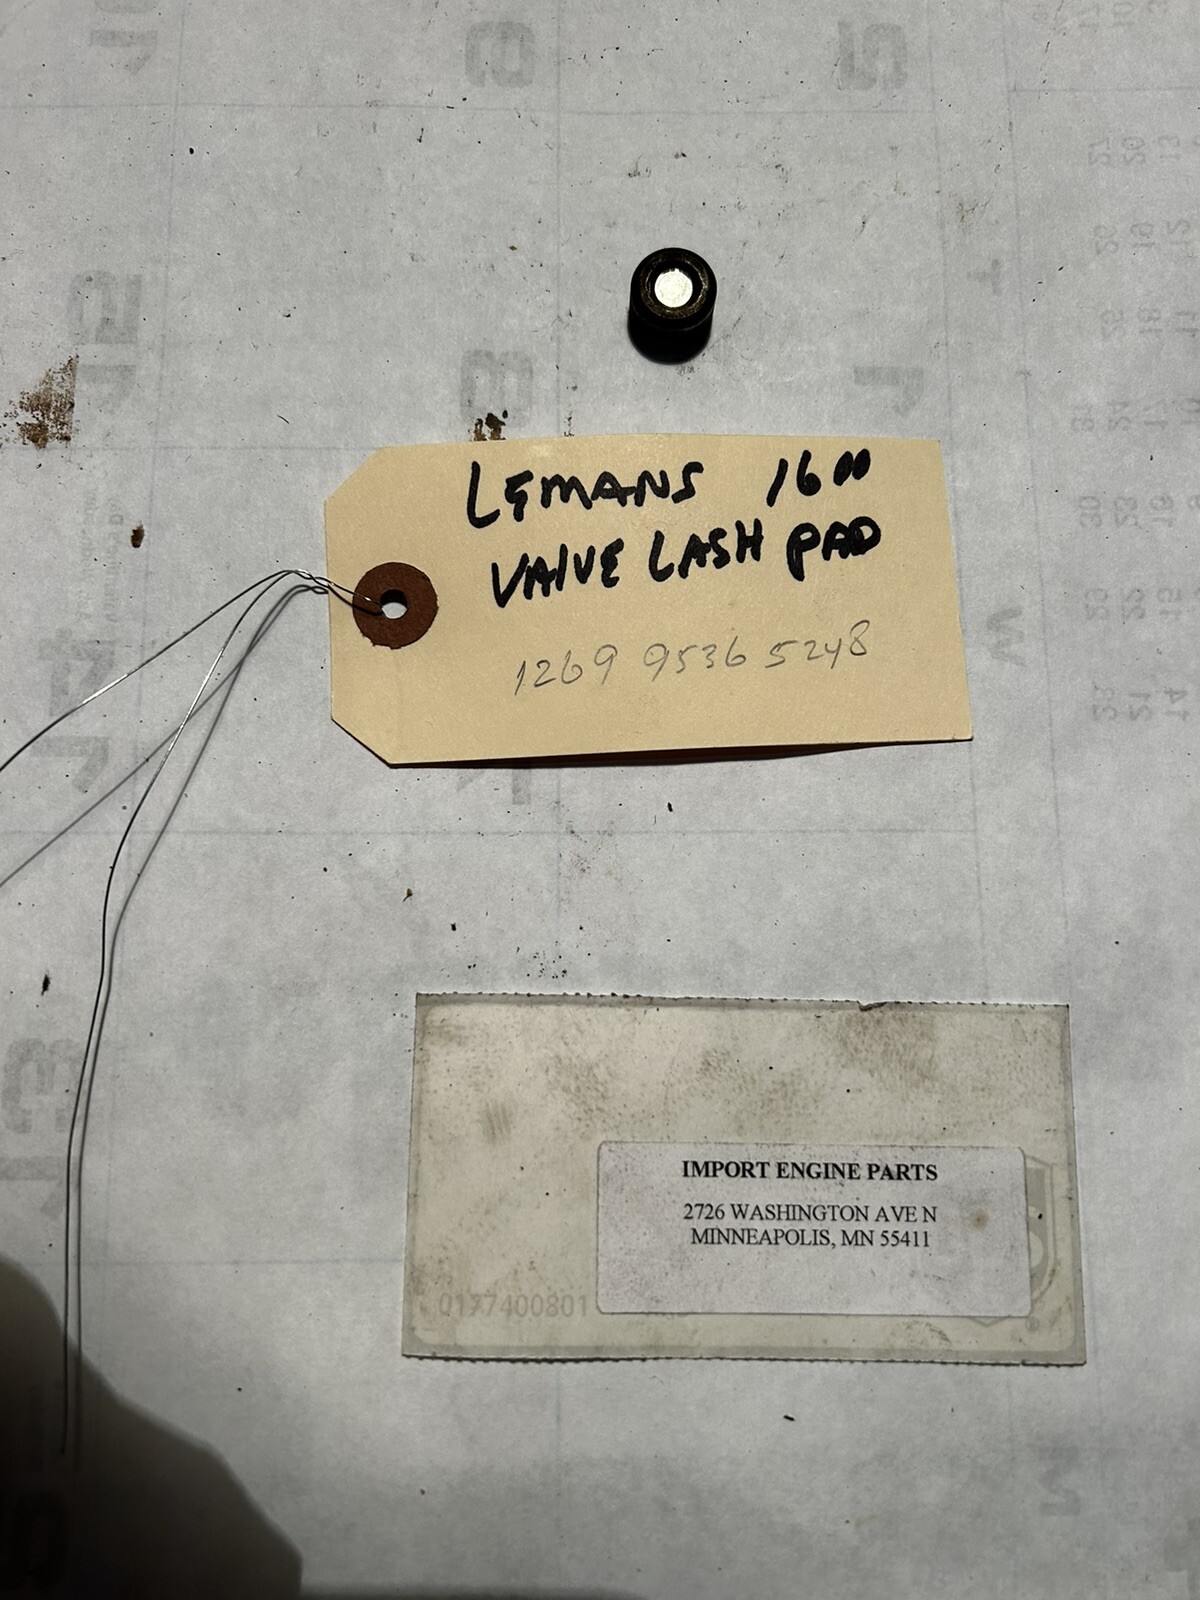 LEMANS 1600
VALVE LASH PAD
1269 9536 5248
IMPORT ENGINE PARTS
2726 WASHINGTON AVE N
MINNEAPOLIS, MN 55411
0177400801